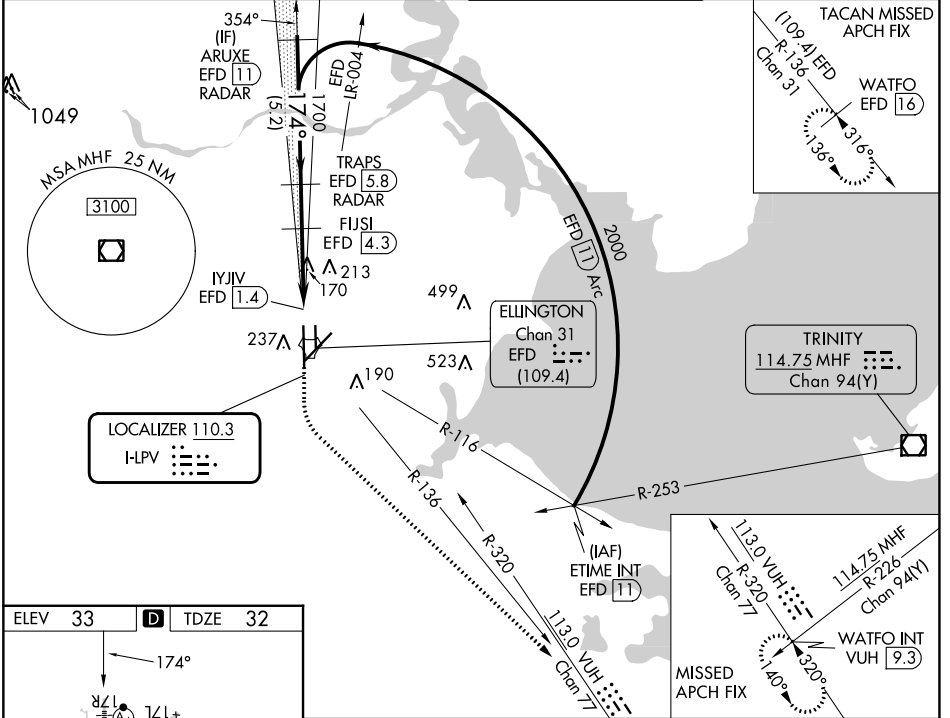 354°
(IF)
ARUXE
EFD 11
RADAR
1049
MSA MHF 25 NM
3100
174°
(5.2)
1700
EFD
LR-004
TRAPS
EFD 5.8
RADAR
FIJSI
EFD 4.3
213
170
IYJIV
EFD 1.4
237
499
523
190
ELLINGTON
Chan 31
EFD
(109.4)
EFD 11 Arc
2000
TRINITY
114.75 MHF
Chan 94(Y)
LOCALIZER 110.3
I-LPV
R-116
R-136
R-253
R-320
113.0 VUH
Chan 77
(IAF)
ETIME INT
EFD 11
TACAN MISSED
APCH FIX
(109.4) EFD
R-136
Chan 31
WATFO
EFD 16
316°
136°
113.0 VUH
R-320
Chan 77
114.75 MHF
R-226
Chan 94(Y)
WATFO INT
VUH 9.3
140°
320°
MISSED
APCH FIX
ELEV 33
D
TDZE 32
174°
17R
17L